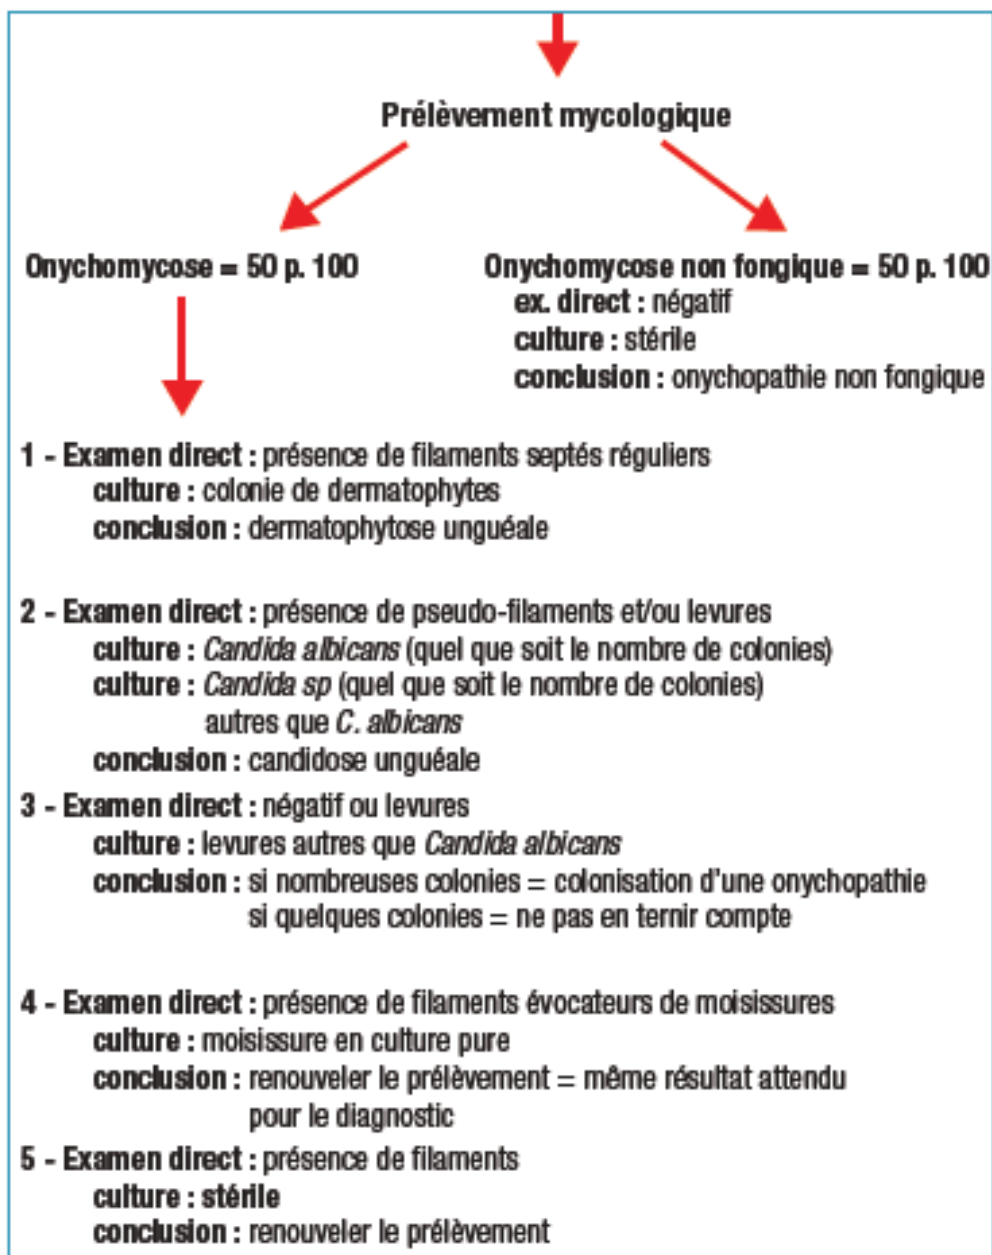 Prélèvement mycologique
Onychomycose = 50 p. 100
Onychomycose non fongique = 50 p. 100
ex. direct : négatif
culture : stérile
conclusion : onychopathie non fongique
1 - Examen direct : présence de filaments septés réguliers
culture : colonie de dermatophytes
conclusion : dermatophytose unguéale
2 - Examen direct : présence de pseudo-filaments et/ou levures
culture : Candida albicans (quel que soit le nombre de colonies)
culture : Candida sp (quel que soit le nombre de colonies)
autres que C. albicans
conclusion : candidose unguéale
3 - Examen direct : négatif ou levures
culture : levures autres que Candida albicans
conclusion : si nombreuses colonies = colonisation d'une onychopathie
si quelques colonies = ne pas en ternir compte
4 - Examen direct : présence de filaments évocateurs de moisissures
culture : moisissure en culture pure
conclusion : renouveler le prélèvement = même résultat attendu
pour le diagnostic
5 - Examen direct : présence de filaments
culture : stérile
conclusion : renouveler le prélèvement